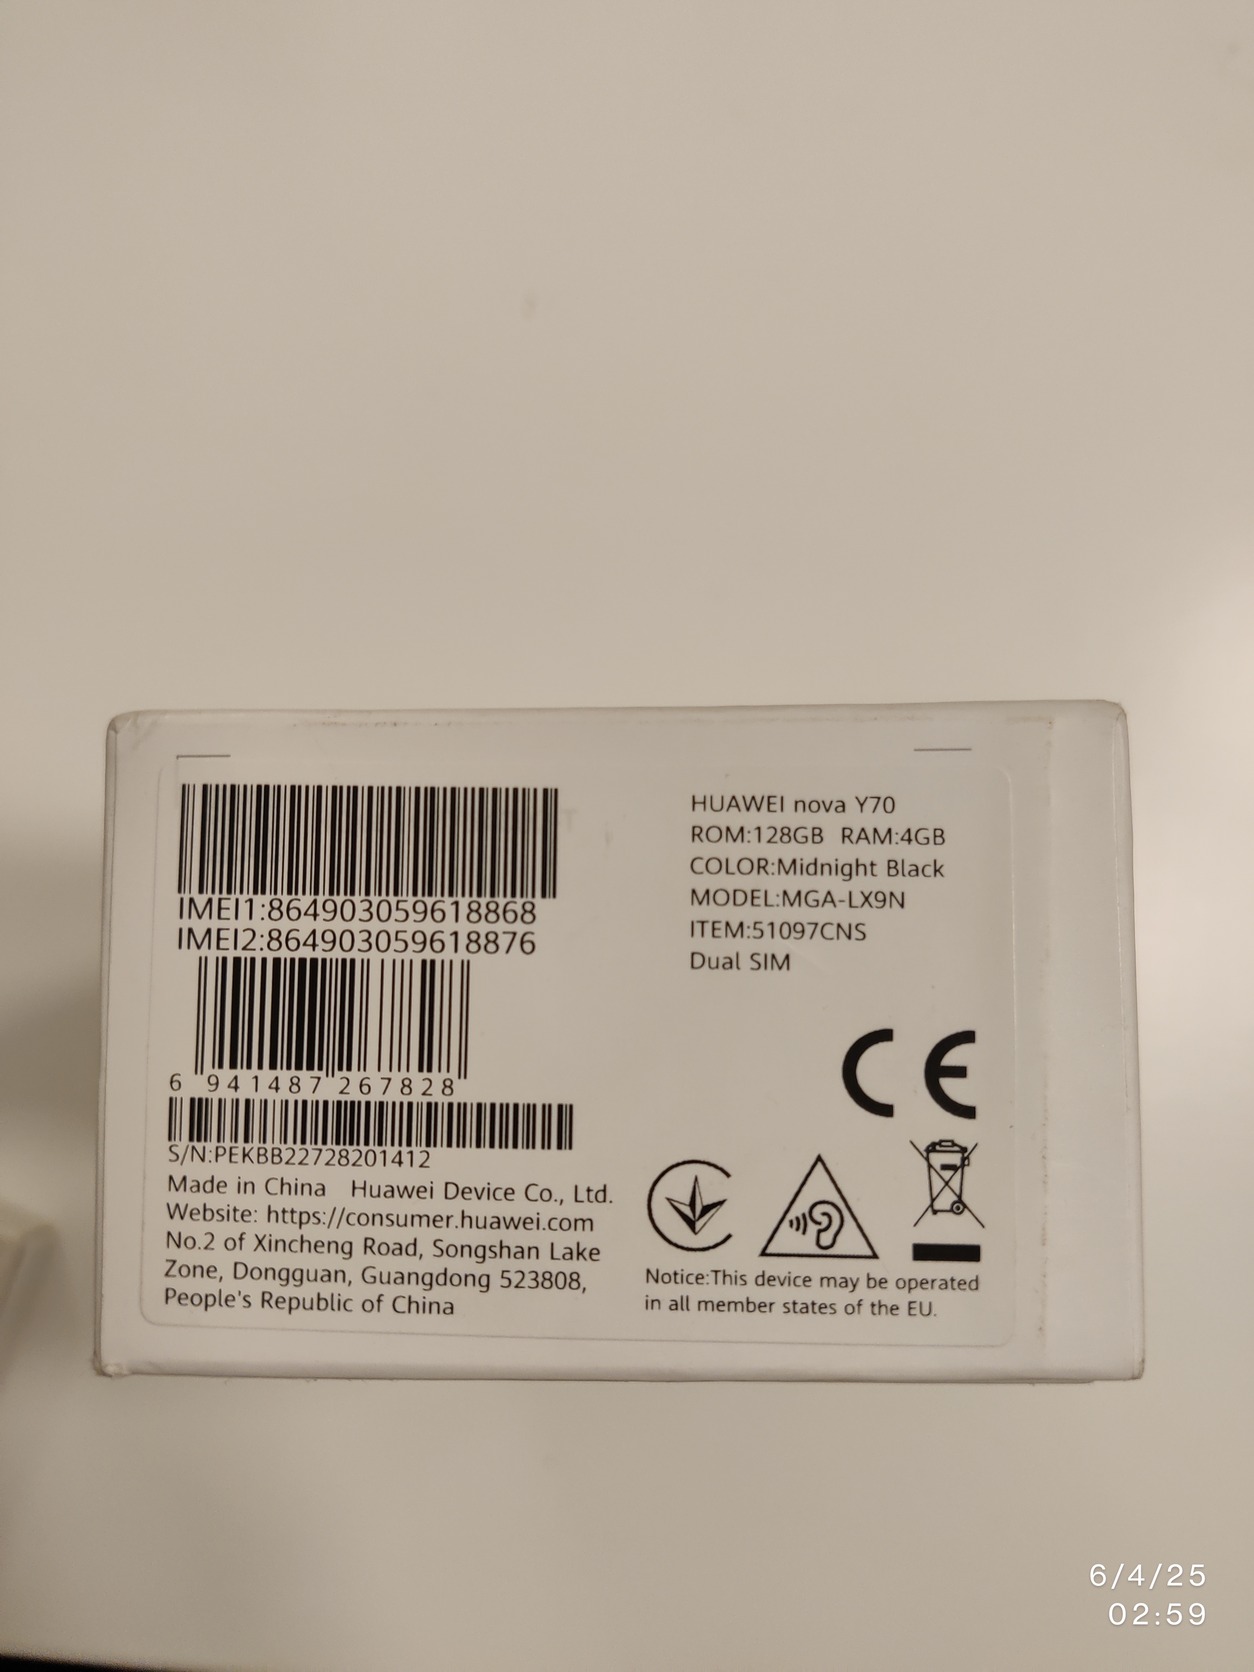 IMEI1:864903059618868
IMEI2:864903059618876
6 941487 267828
S/N:PEKBB22728201412
Made in China Huawei Device Co., Ltd.
Website: https://consumer.huawei.com
No.2 of Xincheng Road, Songshan Lake
Zone, Dongguan, Guangdong 523808,
People's Republic of China
HUAWEI nova Y70
ROM:128GB RAM:4GB
COLOR:Midnight Black
MODEL:MGA-LX9N
ITEM:51097CNS
Dual SIM
CE
Notice:This device may be operated
in all member states of the EU.
6/4/25
02:59